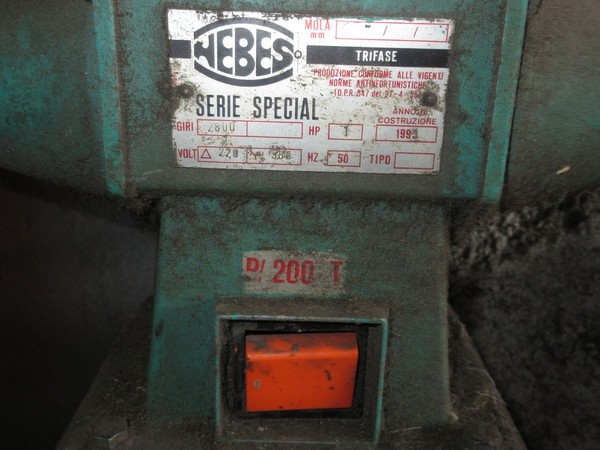 MOLA
mm / / /
HEBES
TRIFASE
"PRODUZIONE CONFORME ALLE VIGENTI
NORME ANTINFORTUNISTICHE"
SERIE SPECIAL
ANNO DI
COSTRUZIONE
GIRI 2800 HP 1 1993
VOLT △ 220 Y 380 HZ. 50 TIPO
D/ 200 T